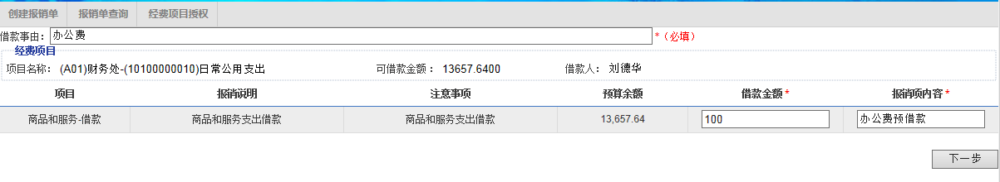 创建报销单 报销单查询 经费项目授权
借款事由: 办公费 *（必填）
经费项目
项目名称: (A01)财务处-(10100000010)日常公用支出 可借款金额： 13657.6400 借款人： 刘德华
项目 报消说明 注意事项 预算余额 借款金额 * 报消项内容 *
商品和服务-借款 商品和服务支出借款 商品和服务支出借款 13,657.64 100 办公费预借款
下一步